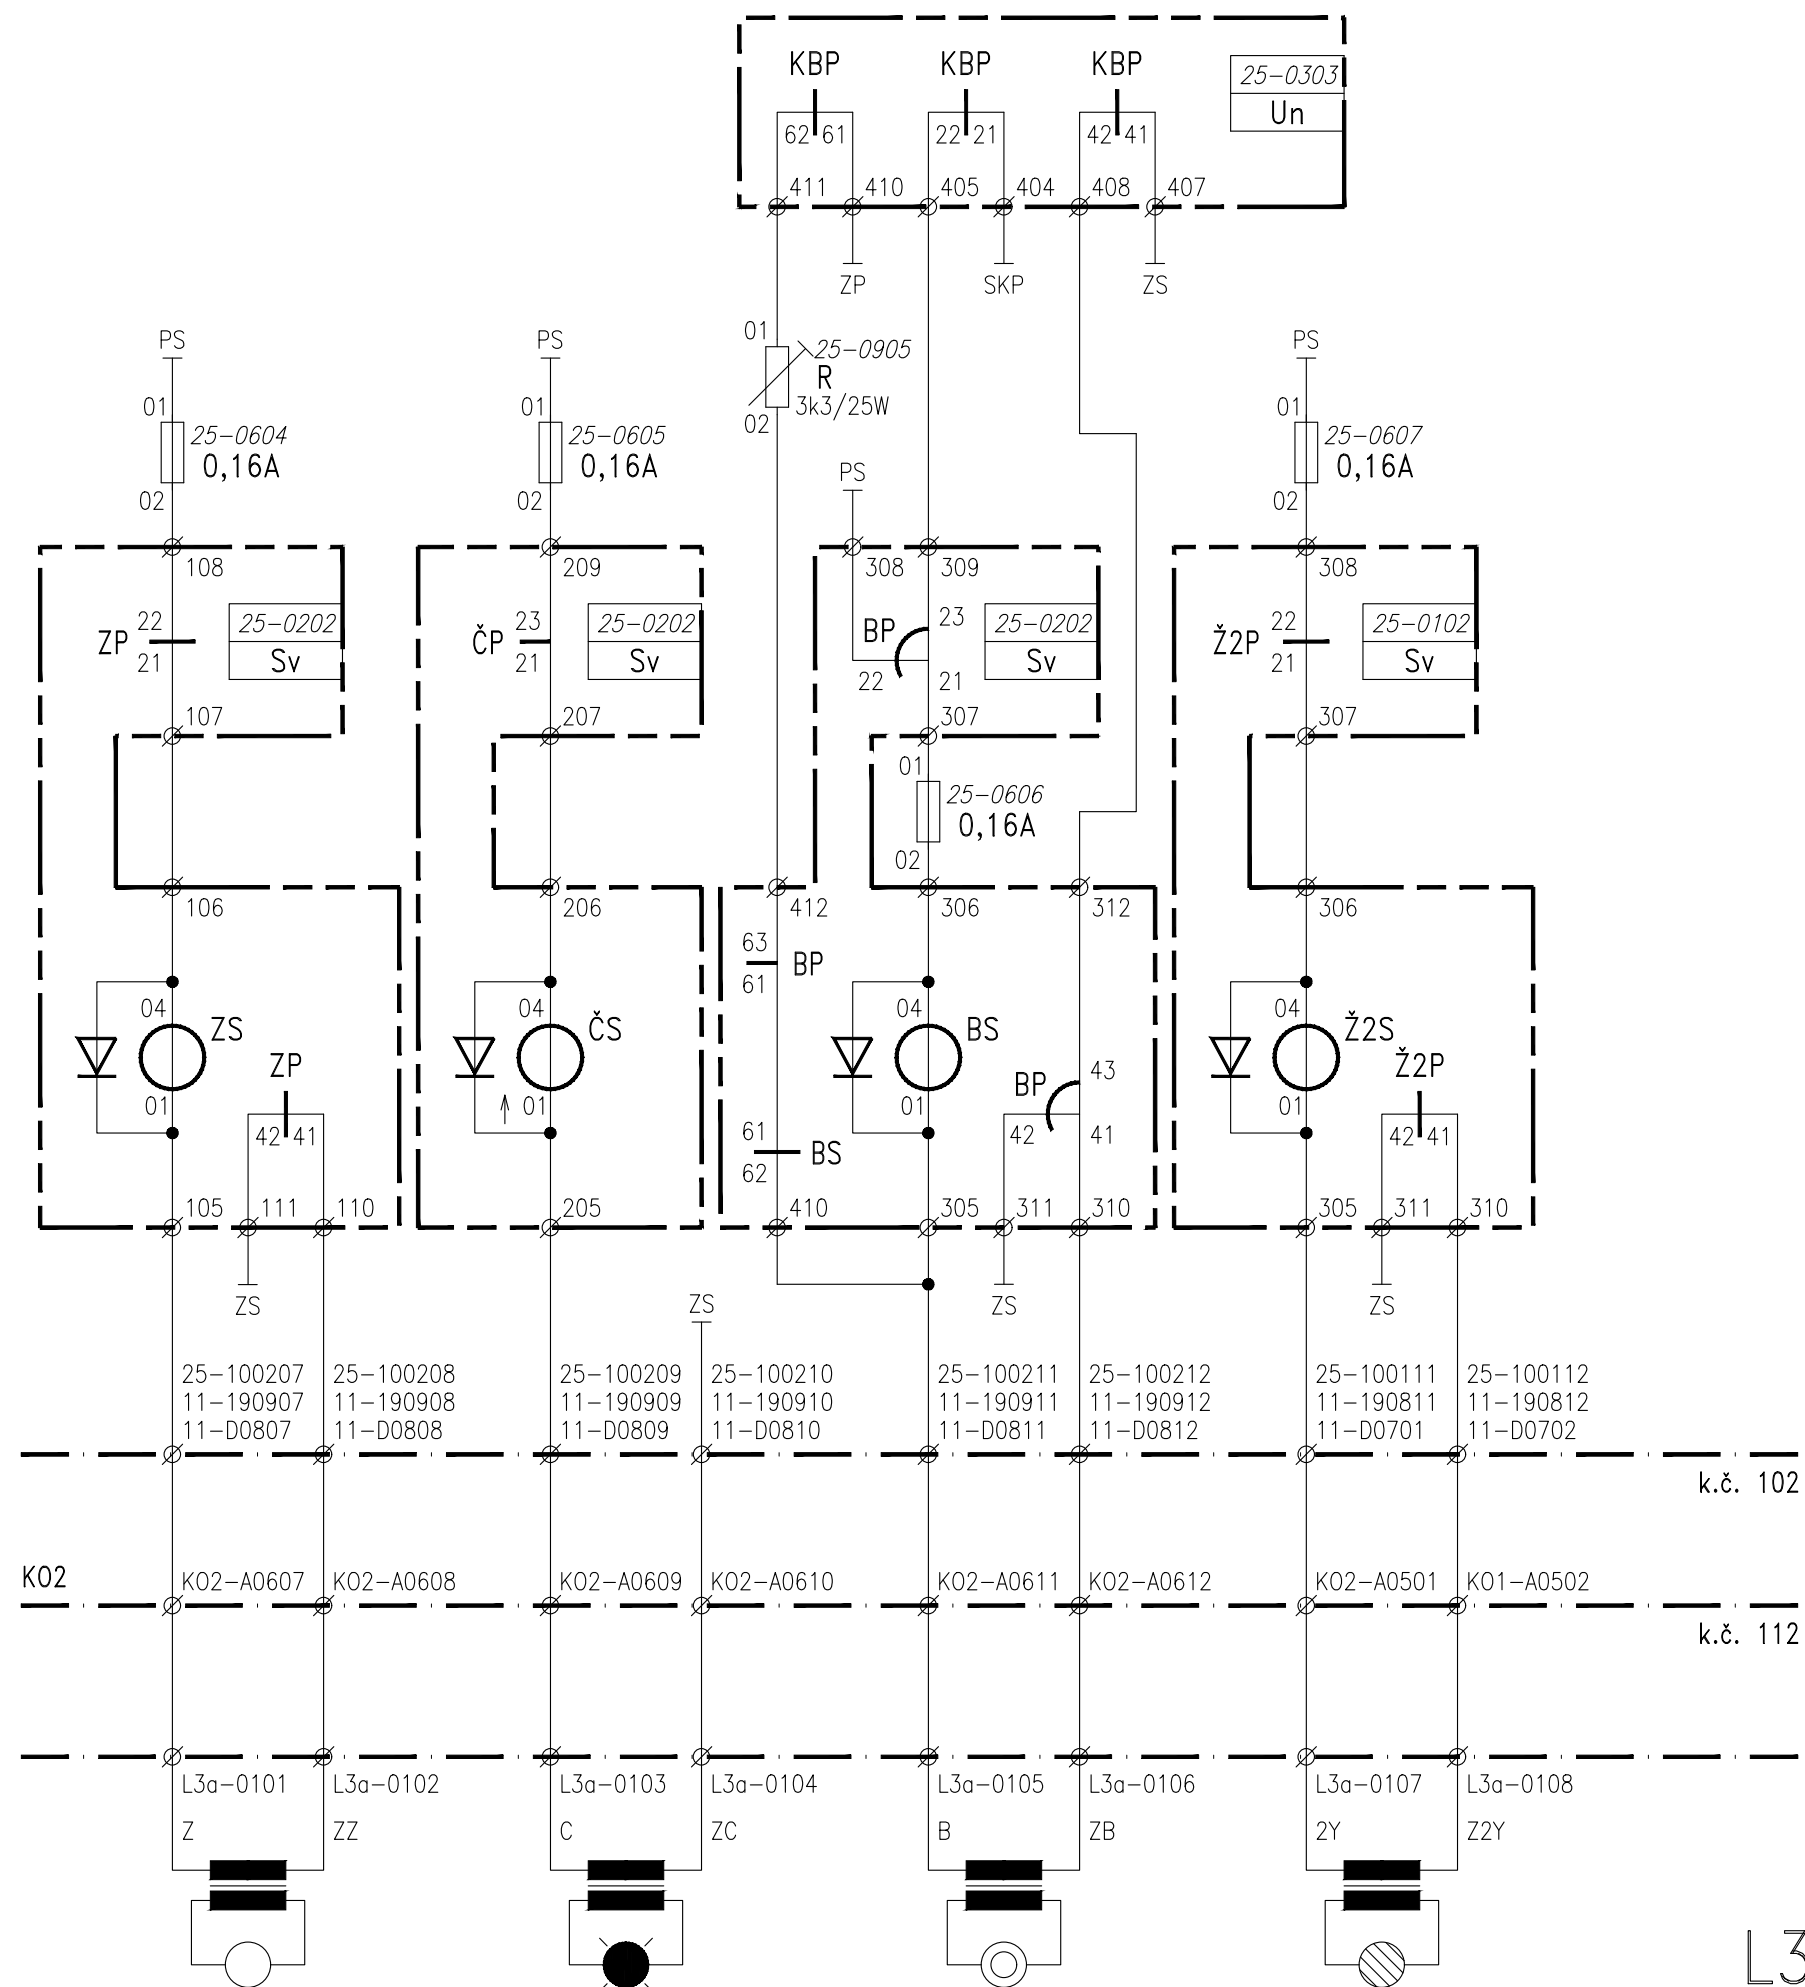 KBP KBP KBP 25-0303
Un
62 61 22 21 42 41
411 410 405 404 408 407
ZP SKP ZS
PS PS 01 25-0905 PS
R
3k3/25W
02
01 01 01
25-0604 25-0605 25-0607
0,16A 0,16A 0,16A
PS
02 02 02
108 209 308 309 308
22 23 23 22
ZP 25-0202 ČP 25-0202 BP 25-0202 Ž2P 25-0102
21 Sv 21 Sv 22 21 Sv 21 Sv
107 207 307 307
01
25-0606
0,16A
02
106 206 412 306 312 306
63
BP
61
04 04 04 04
ZS ČS BS Ž2S
ZP BP 43 Ž2P
01 01 01 01
42 41 61 42 41 42 41
BS
62
105 111 110 205 410 305 311 310 305 311 310
ZS ZS ZS ZS
25-100207 25-100208 25-100209 25-100210 25-100211 25-100212 25-100111 25-100112
11-190907 11-190908 11-190909 11-190910 11-190911 11-190912 11-190811 11-190812
11-D0807 11-D0808 11-D0809 11-D0810 11-D0811 11-D0812 11-D0701 11-D0702
k.č. 102
K02 K02-A0607 K02-A0608 K02-A0609 K02-A0610 K02-A0611 K02-A0612 K02-A0501 K01-A0502
k.č. 112
L3a-0101 L3a-0102 L3a-0103 L3a-0104 L3a-0105 L3a-0106 L3a-0107 L3a-0108
Z ZZ C ZC B ZB 2Y Z2Y
L3